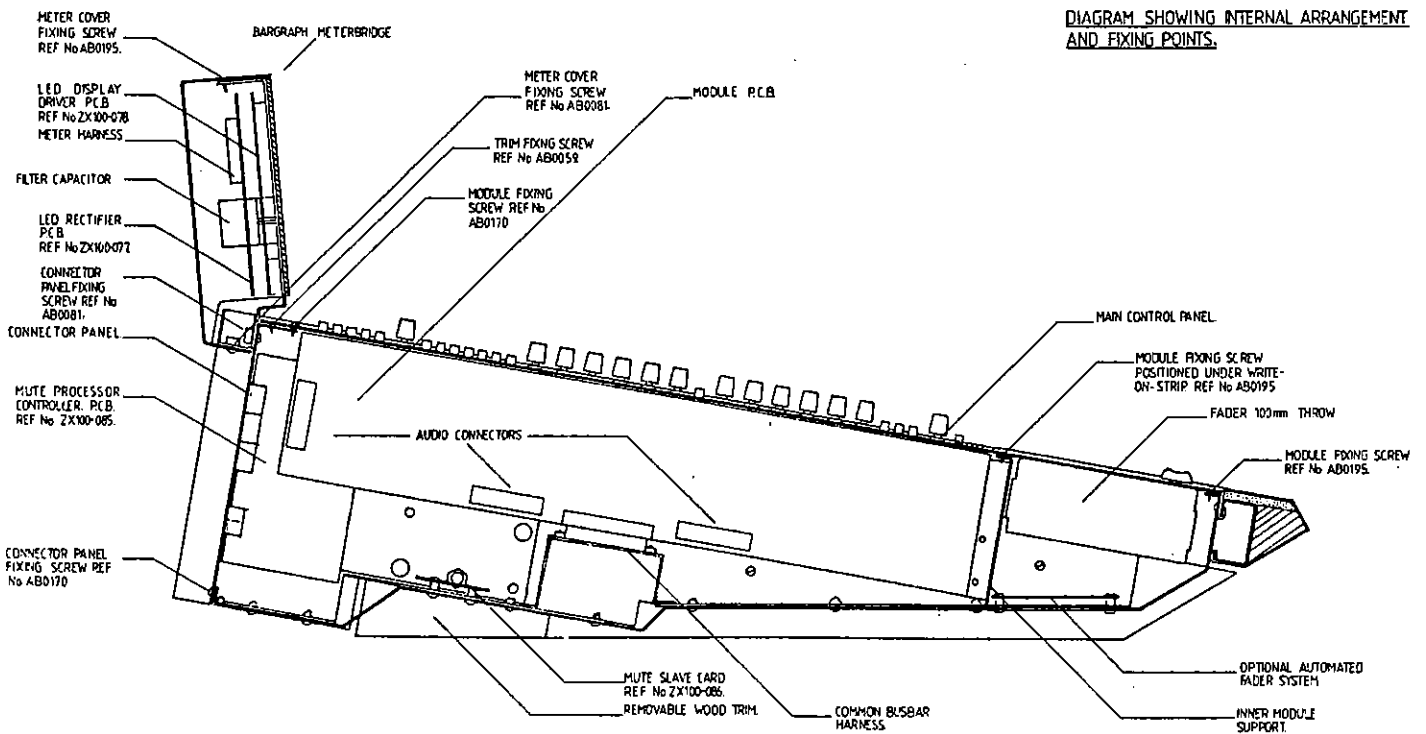 DIAGRAM SHOWING INTERNAL ARRANGEMENT
AND FIXING POINTS.
METER COVER
FIXING SCREW
REF No AB0195.
BARGRAPH METERBRIDGE
LED DISPLAY
DRIVER P.C.B
REF No ZX100-078
METER HARNESS
FILTER CAPACITOR
LED RECTIFIER
P.C.B.
REF No ZX100-077
CONNECTOR
PANEL FIXING
SCREW REF No
AB0081.
CONNECTOR PANEL
MUTE PROCESSOR
CONTROLLER. P.C.B.
REF No ZX100-085.
CONNECTOR PANEL
FIXING SCREW REF
No AB0170
METER COVER
FIXING SCREW
REF No AB0081.
TRIM FIXING SCREW
REF No AB0059
MODULE FIXING
SCREW REF No
AB0170
MODULE P.C.B.
AUDIO CONNECTORS
MAIN CONTROL PANEL.
MODULE FIXING SCREW
POSITIONED UNDER WRITE-
ON-STRIP REF No AB0195
FADER 100mm THROW
MODULE FIXING SCREW
REF No AB0195.
MUTE SLAVE CARD
REF No ZX100-086.
REMOVABLE WOOD TRIM.
COMMON BUSBAR
HARNESS
OPTIONAL AUTOMATED
FADER SYSTEM
INNER MODULE
SUPPORT.